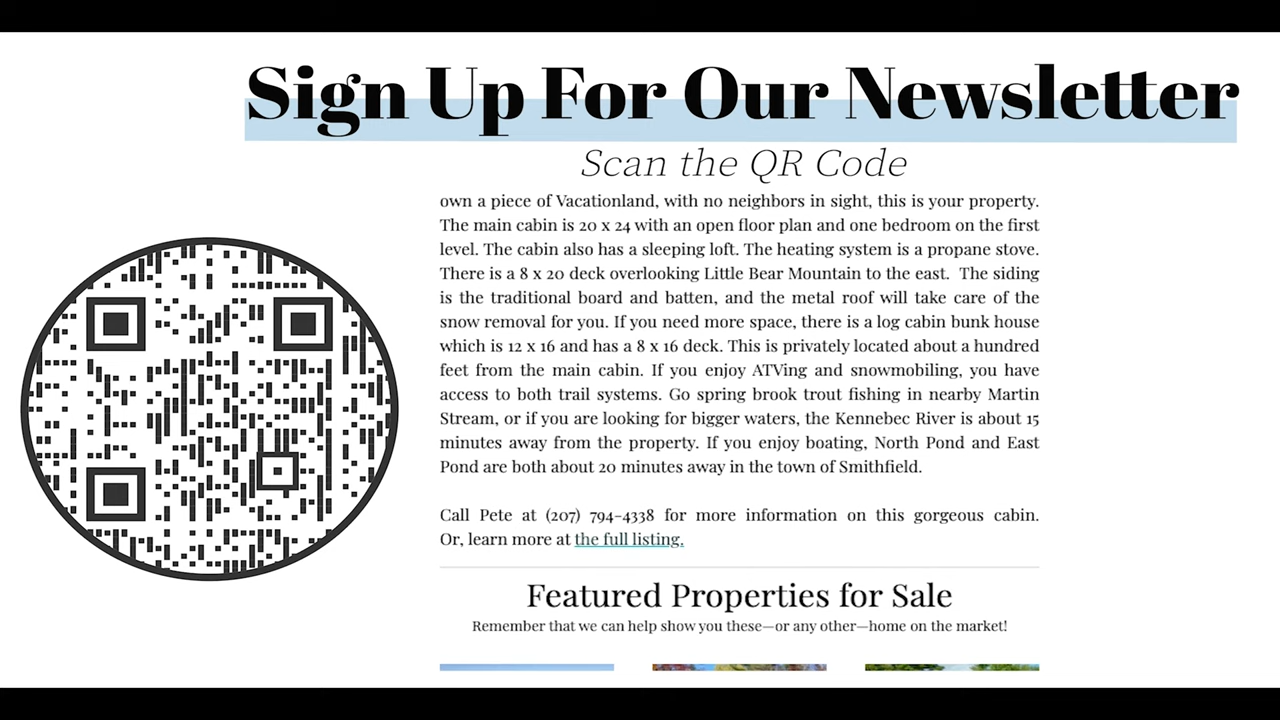 Sign Up For Our Newsletter
Scan the QR Code
own a piece of Vacationland, with no neighbors in sight, this is your property.
The main cabin is 20 x 24 with an open floor plan and one bedroom on the first
level. The cabin also has a sleeping loft. The heating system is a propane stove.
There is a 8 x 20 deck overlooking Little Bear Mountain to the east. The siding
is the traditional board and batten, and the metal roof will take care of the
snow removal for you. If you need more space, there is a log cabin bunk house
which is 12 x 16 and has a 8 x 16 deck. This is privately located about a hundred
feet from the main cabin. If you enjoy ATVing and snowmobiling, you have
access to both trail systems. Go spring brook trout fishing in nearby Martin
Stream, or if you are looking for bigger waters, the Kennebec River is about 15
minutes away from the property. If you enjoy boating, North Pond and East
Pond are both about 20 minutes away in the town of Smithfield.
Call Pete at (207) 794-4338 for more information on this gorgeous cabin.
Or, learn more at the full listing.
Featured Properties for Sale
Remember that we can help show you these—or any other—home on the market!